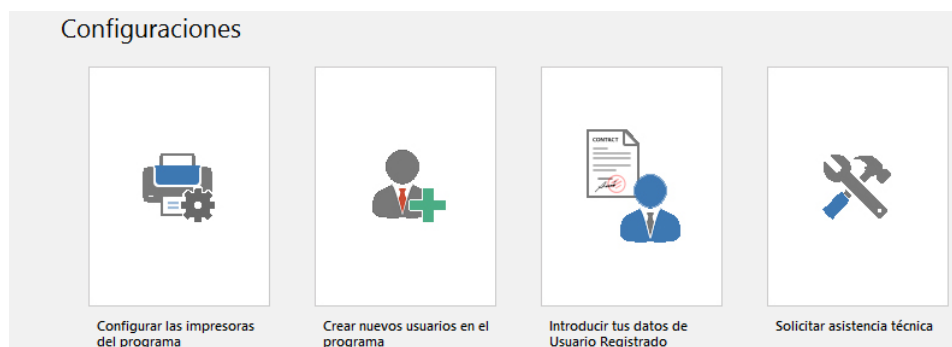 Configuraciones
CONTACT
Configurar las impresoras
del programa
Crear nuevos usuarios en el
programa
Introducir tus datos de
Usuario Registrado
Solicitar asistencia técnica